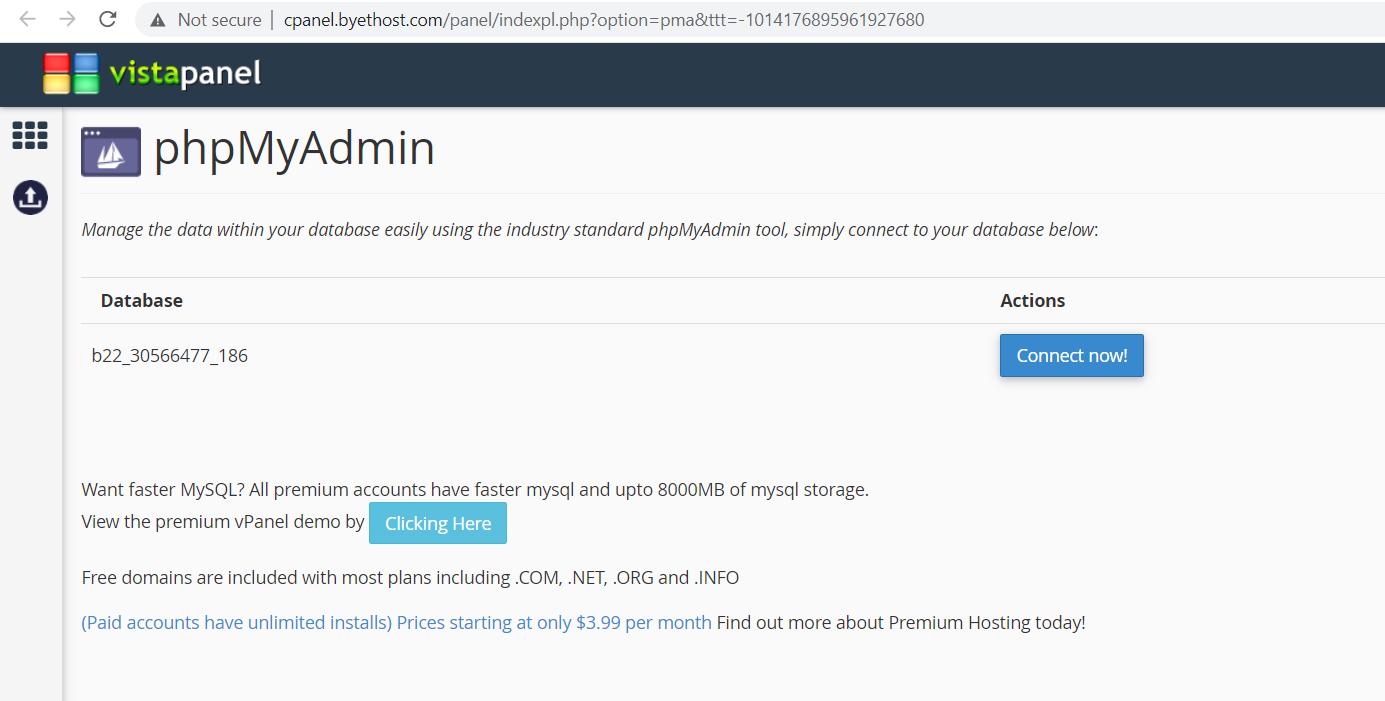 Not secure | cpanel.byethost.com/panel/indexpl.php?option=pma&ttt=-1014176895961927680
vistapanel
phpMyAdmin
Manage the data within your database easily using the industry standard phpMyAdmin tool, simply connect to your database below:
Database Actions
b22_30566477_186 Connect now!
Want faster MySQL? All premium accounts have faster mysql and upto 8000MB of mysql storage.
View the premium vPanel demo by Clicking Here
Free domains are included with most plans including .COM, .NET, .ORG and .INFO
(Paid accounts have unlimited installs) Prices starting at only $3.99 per month Find out more about Premium Hosting today!